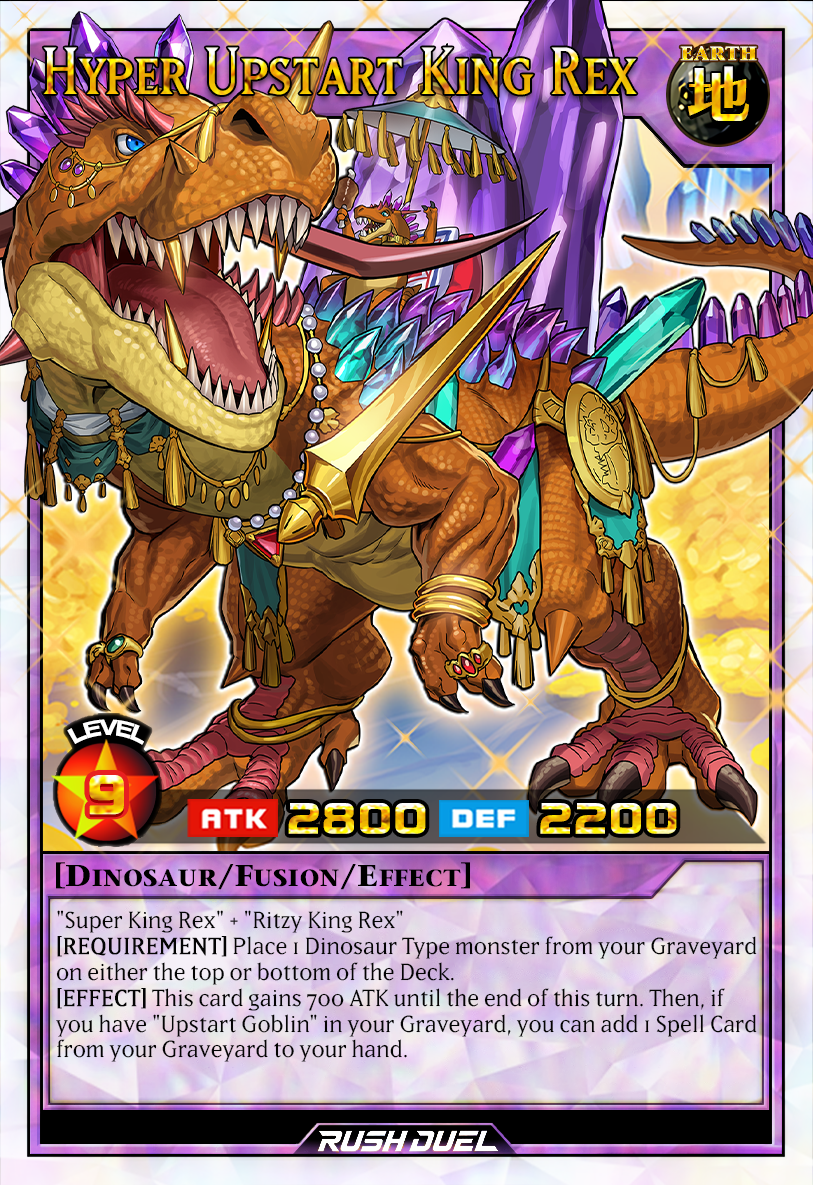 Hyper Upstart King Rex
EARTH
地
LEVEL
9
ATK 2800 DEF 2200
[Dinosaur/Fusion/Effect]
"Super King Rex" + "Ritzy King Rex"
[REQUIREMENT] Place 1 Dinosaur Type monster from your Graveyard
on either the top or bottom of the Deck.
[EFFECT] This card gains 700 ATK until the end of this turn. Then, if
you have "Upstart Goblin" in your Graveyard, you can add 1 Spell Card
from your Graveyard to your hand.
RUSH DUEL